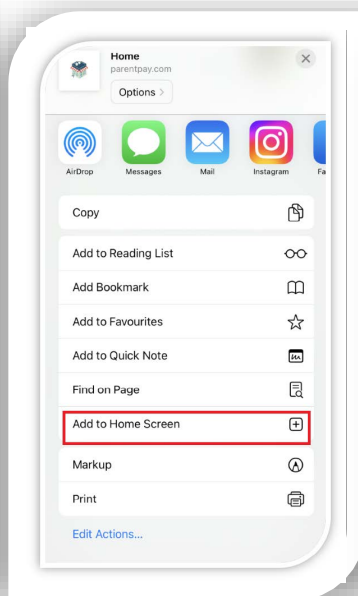 Home
parentpay.com
Options >
AirDrop Messages Mail Instagram Fa
Copy
Add to Reading List
Add Bookmark
Add to Favourites
Add to Quick Note
Find on Page
Add to Home Screen
Markup
Print
Edit Actions...